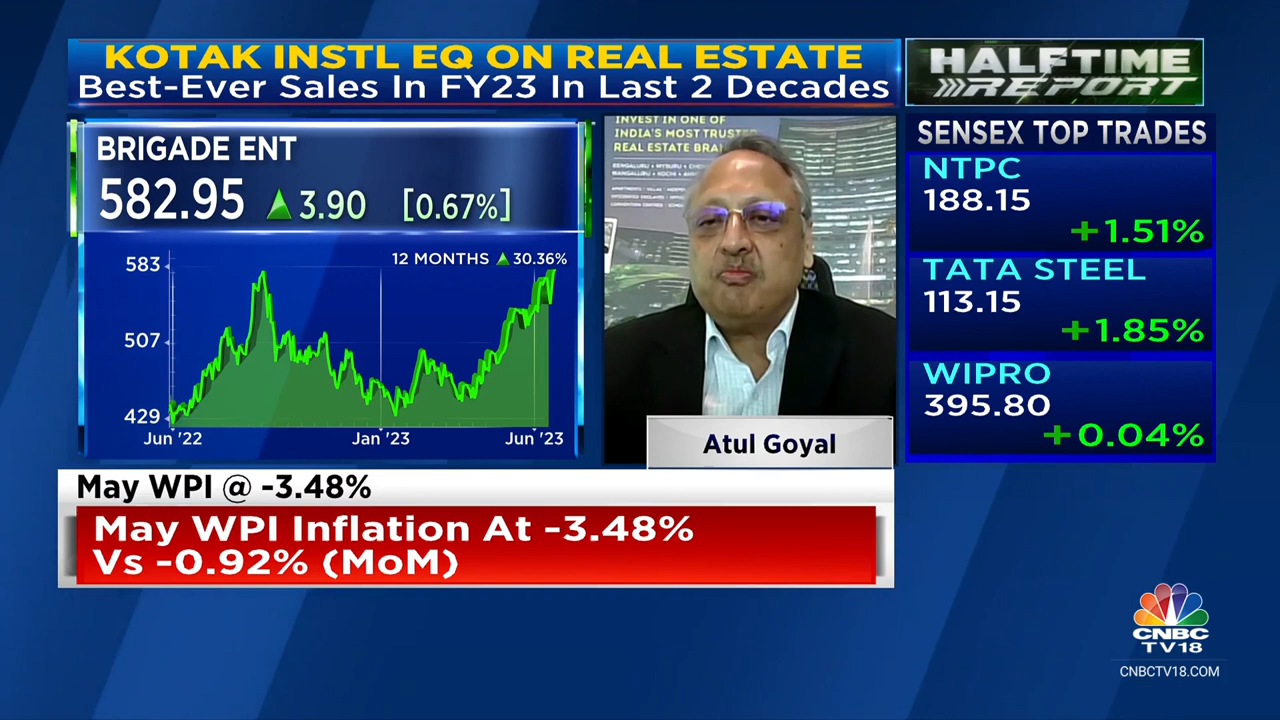 KOTAK INSTL EQ ON REAL ESTATE
Best-Ever Sales In FY23 In Last 2 Decades
HALFTIME
REPORT
BRIGADE ENT
582.95 ▲ 3.90 [0.67%]
12 MONTHS ▲ 30.36%
583
507
429
Jun '22 Jan '23 Jun '23
INVEST IN ONE OF
INDIA'S MOST
REAL ESTATE
Atul Goyal
SENSEX TOP TRADES
NTPC
188.15
+1.51%
TATA STEEL
113.15
+1.85%
WIPRO
395.80
+0.04%
May WPI @ -3.48%
May WPI Inflation At -3.48%
Vs -0.92% (MoM)
CNBC
TV18
CNBCTV18.COM